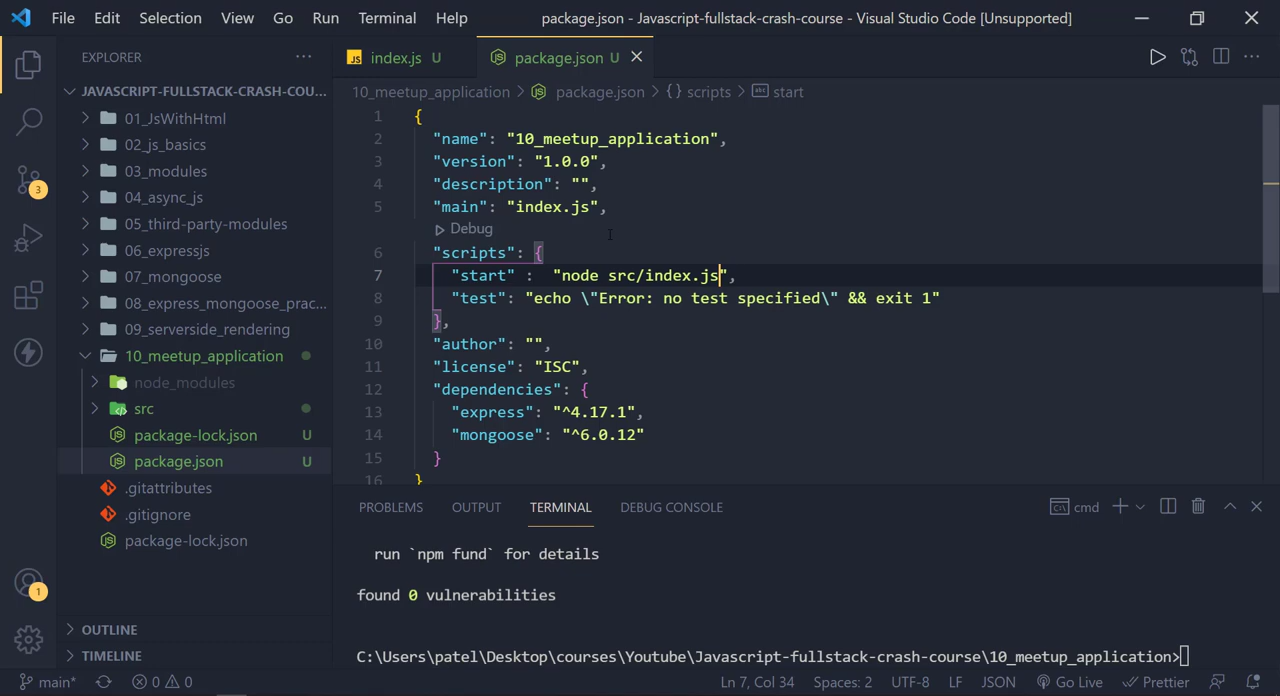 File Edit Selection View Go Run Terminal Help package.json - Javascript-fullstack-crash-course - Visual Studio Code [Unsupported]
EXPLORER ···
JAVASCRIPT-FULLSTACK-CRASH-COU...
01_JsWithHtml
02_js_basics
03_modules
04_async_js
05_third-party-modules
06_expressjs
07_mongoose
08_express_mongoose_prac...
09_serverside_rendering
10_meetup_application
node_modules
src
package-lock.json U
package.json U
.gitattributes
.gitignore
package-lock.json
OUTLINE
TIMELINE
3
1
JS index.js U package.json U
10_meetup_application > package.json > {} scripts > abc start
1 {
2 "name": "10_meetup_application",
3 "version": "1.0.0",
4 "description": "",
5 "main": "index.js",
Debug
6 "scripts": {
7 "start" :  "node src/index.js",
8 "test": "echo \"Error: no test specified\" && exit 1"
9 },
10 "author": "",
11 "license": "ISC",
12 "dependencies": {
13 "express": "^4.17.1",
14 "mongoose": "^6.0.12"
15 }
16 }
PROBLEMS OUTPUT TERMINAL DEBUG CONSOLE cmd
run `npm fund` for details
found 0 vulnerabilities
C:\Users\patel\Desktop\courses\Youtube\Javascript-fullstack-crash-course\10_meetup_application>
main* 0 0 Ln 7, Col 34 Spaces: 2 UTF-8 LF JSON Go Live Prettier